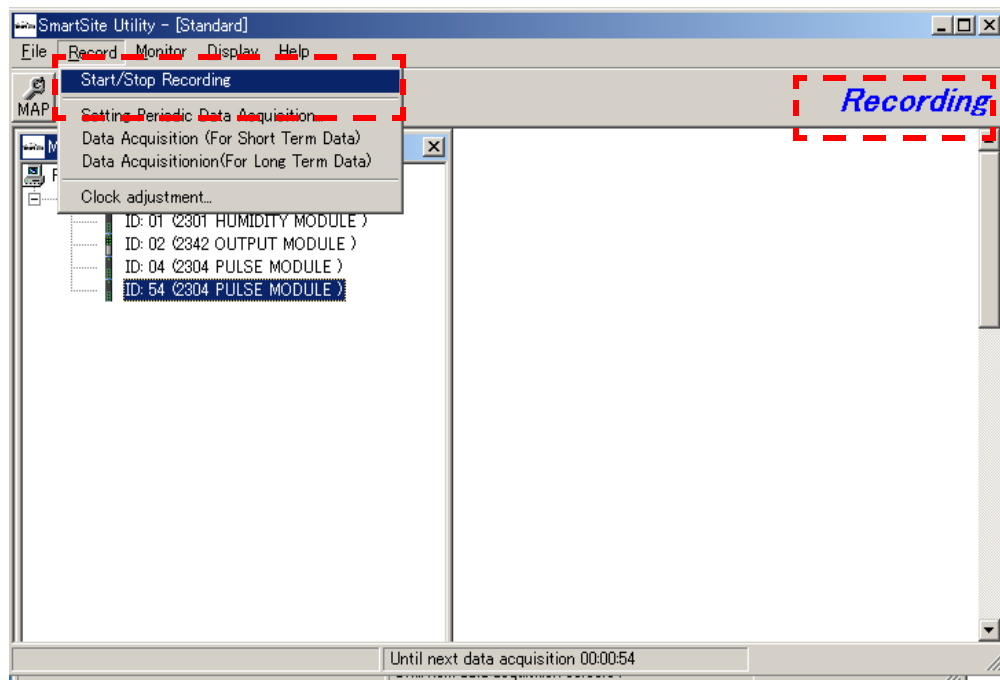 SmartSite Utility - [Standard]
File Record Monitor Display Help
Start/Stop Recording
MAP
Recording
Setting Periodic Data Acquisition...
Data Acquisition (For Short Term Data)
Data Acquisitionion(For Long Term Data)
Clock adjustment...
ID: 01 (2301 HUMIDITY MODULE )
ID: 02 (2342 OUTPUT MODULE )
ID: 04 (2304 PULSE MODULE )
ID: 54 (2304 PULSE MODULE )
Until next data acquisition 00:00:54